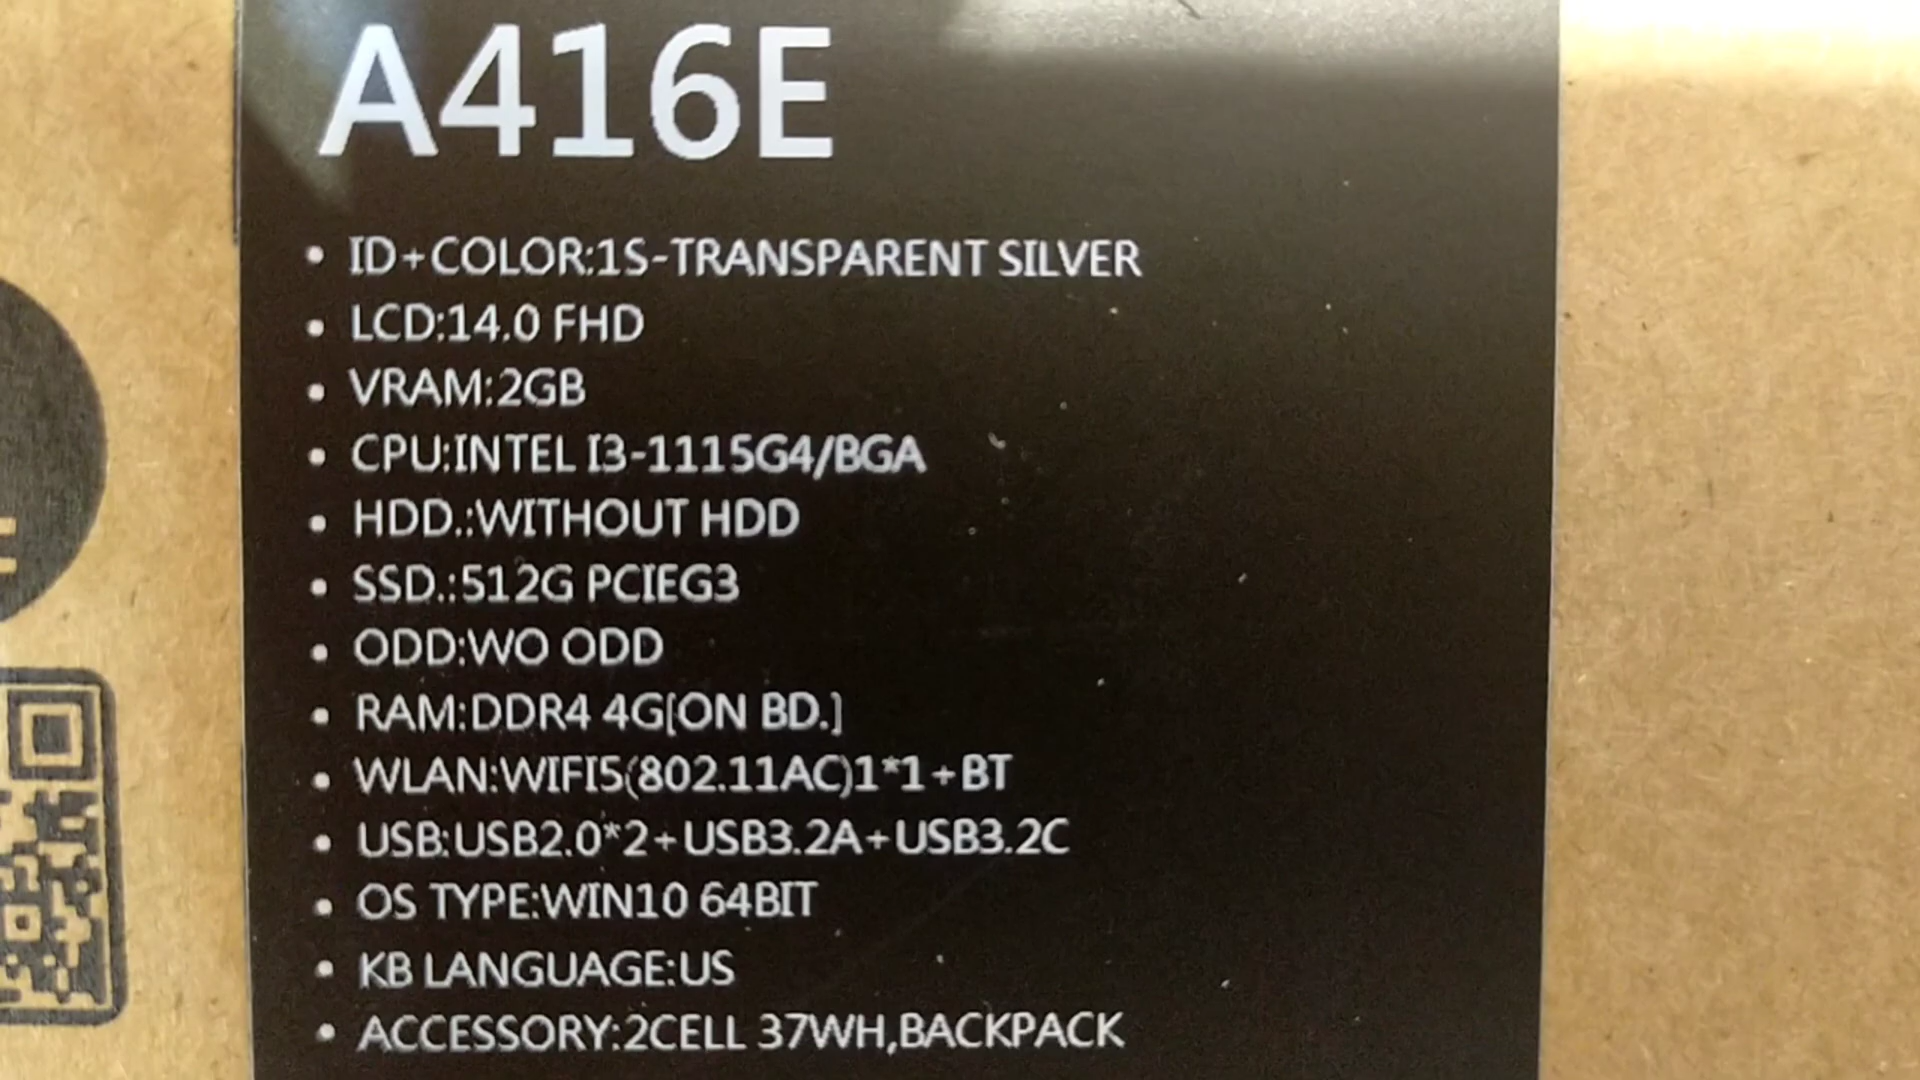 A416E
• ID+COLOR:1S-TRANSPARENT SILVER
• LCD:14.0 FHD
• VRAM:2GB
• CPU:INTEL I3-1115G4/BGA
• HDD.:WITHOUT HDD
• SSD.:512G PCIEG3
• ODD:WO ODD
• RAM:DDR4 4G[ON BD.]
• WLAN:WIFI5(802.11AC)1*1+BT
• USB:USB2.0*2+USB3.2A+USB3.2C
• OS TYPE:WIN10 64BIT
• KB LANGUAGE:US
• ACCESSORY:2CELL 37WH,BACKPACK